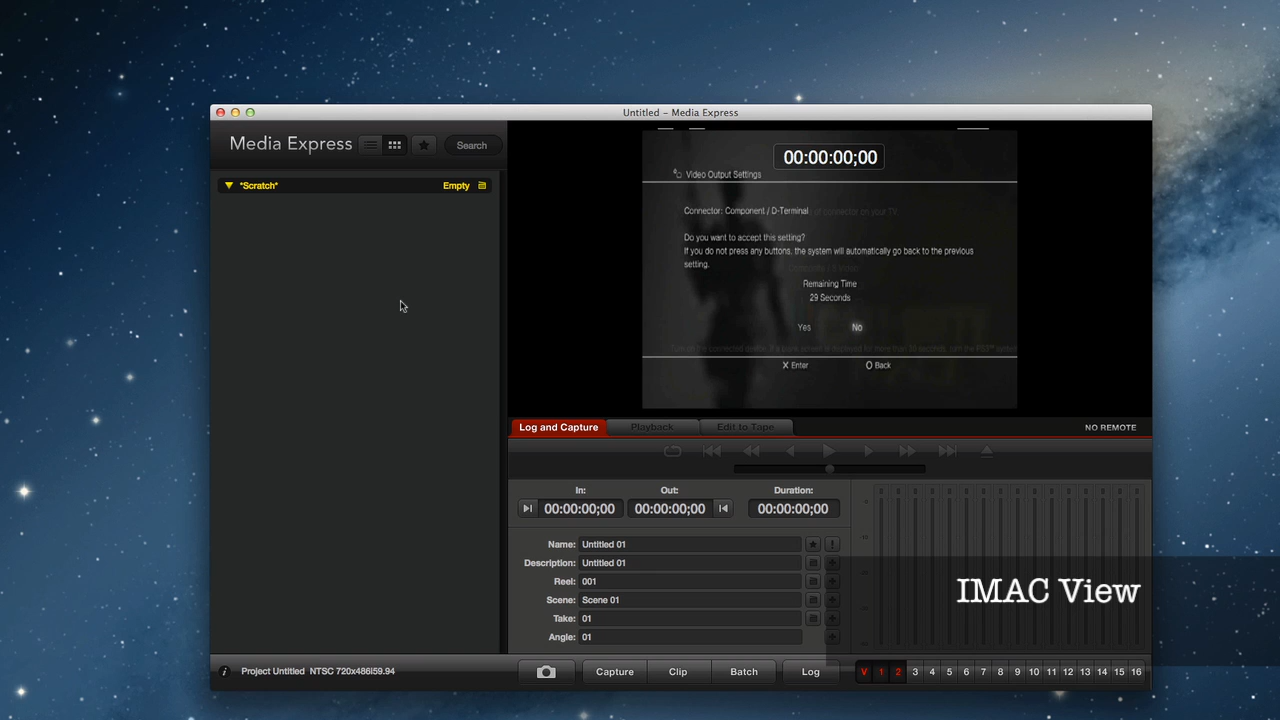 Untitled – Media Express
Media Express
Search
*Scratch*
Empty
00:00:00;00
Video Output Settings
Connector: Component / D-Terminal
of connector on your TV.
Do you want to accept this setting?
If you do not press any buttons, the system will automatically go back to the previous
setting.
Remaining Time
29 Seconds
Yes No
X Enter O Back
Log and Capture Playback Edit to Tape NO REMOTE
In: Out: Duration:
00:00:00;00 00:00:00;00 00:00:00;00
Name: Untitled 01
Description: Untitled 01
Reel: 001
Scene: Scene 01
Take: 01
Angle: 01
IMAC View
Project Untitled NTSC 720x486i59.94
Capture Clip Batch Log
V 1 2 3 4 5 6 7 8 9 10 11 12 13 14 15 16